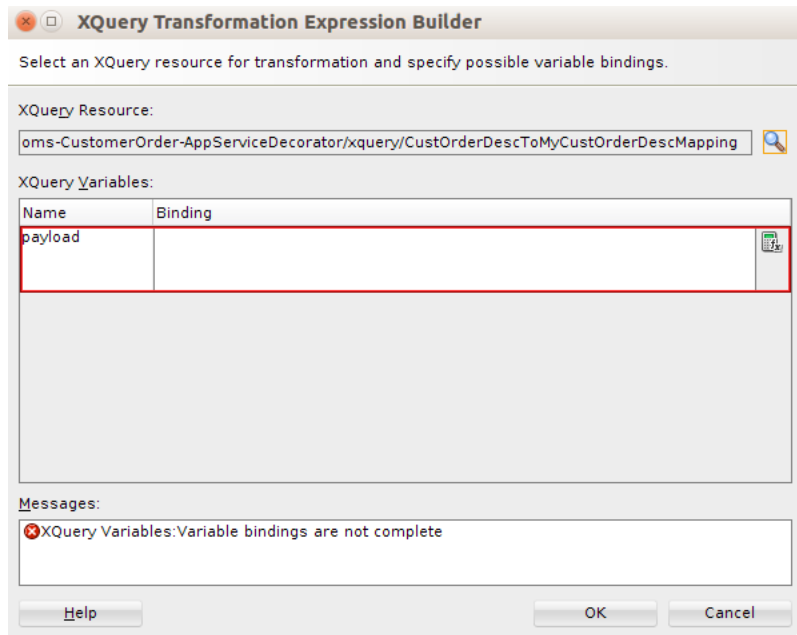 XQuery Transformation Expression Builder
Select an XQuery resource for transformation and specify possible variable bindings.
XQuery Resource:
oms-CustomerOrder-AppServiceDecorator/xquery/CustOrderDescToMyCustOrderDescMapping
XQuery Variables:
Name Binding
payload
Messages:
XQuery Variables:Variable bindings are not complete
Help OK Cancel